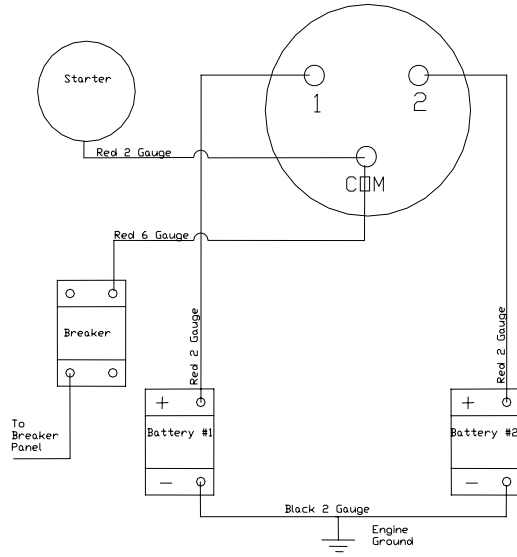 Starter
1
2
Red 2 Gauge
COM
Red 6 Gauge
Breaker
Red 2 Gauge
Red 2 Gauge
To
Breaker
Panel
+
Battery #1
-
+
Battery #2
-
Black 2 Gauge
Engine
Ground